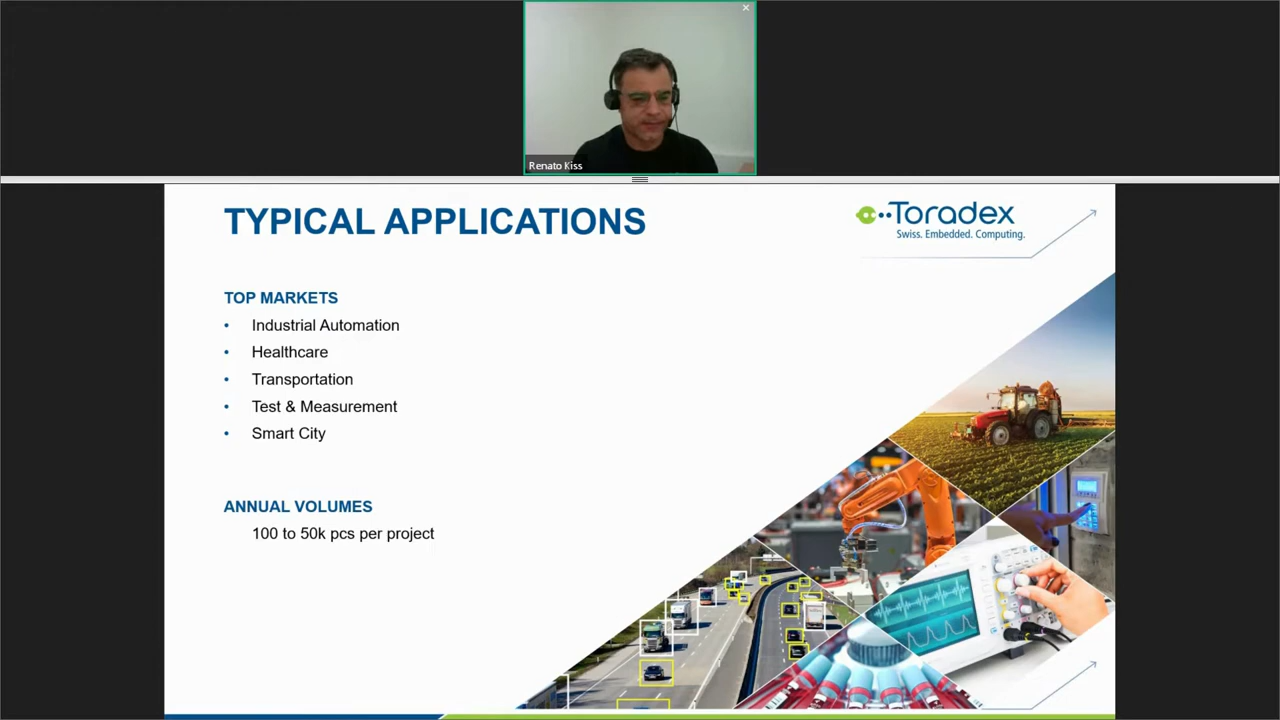 Renato Kiss
TYPICAL APPLICATIONS
Toradex
Swiss. Embedded. Computing.
TOP MARKETS
• Industrial Automation
• Healthcare
• Transportation
• Test & Measurement
• Smart City
ANNUAL VOLUMES
100 to 50k pcs per project